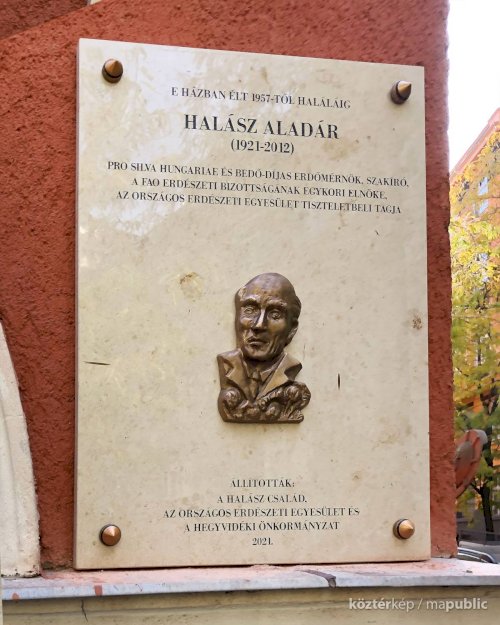 E HÁZBAN ÉLT 1957-TŐL HALÁLÁIG
HALÁSZ ALADÁR
(1921-2012)
PRO SILVA HUNGARIAE ÉS BEDŐ-DÍJAS ERDŐMÉRNÖK, SZAKÍRÓ,
A FAO ERDÉSZETI BIZOTTSÁGÁNAK EGYKORI ELNÖKE,
AZ ORSZÁGOS ERDÉSZETI EGYESÜLET TISZTELETBELI TAGJA
ÁLLÍTOTTÁK:
A HALÁSZ CSALÁD,
AZ ORSZÁGOS ERDÉSZETI EGYESÜLET ÉS
A HEGYVIDÉKI ÖNKORMÁNYZAT
2021.
köztérkép / mapublic